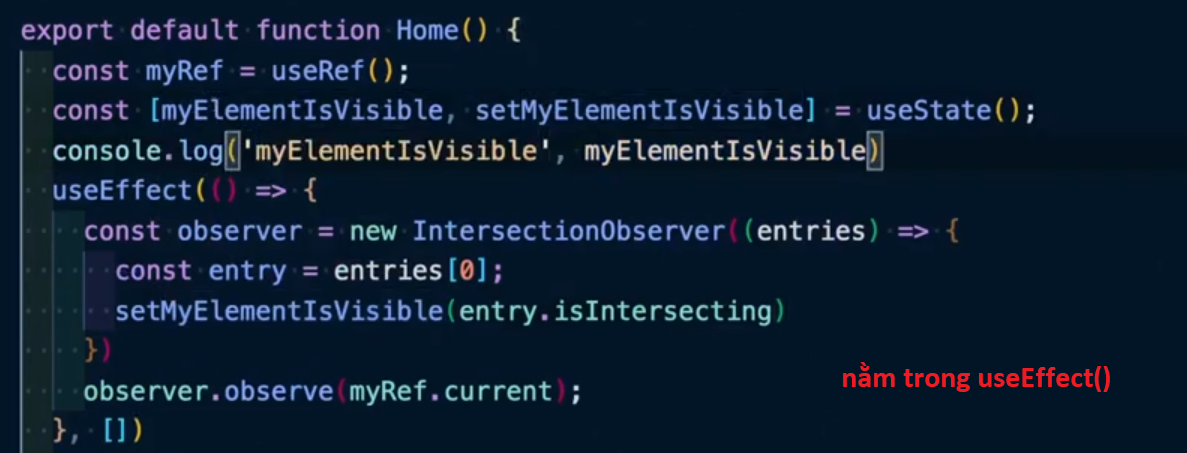 export default function Home() {
const myRef = useRef();
const [myElementIsVisible, setMyElementIsVisible] = useState();
console.log('myElementIsVisible', myElementIsVisible)
useEffect(() => {
const observer = new IntersectionObserver((entries) => {
const entry = entries[0];
setMyElementIsVisible(entry.isIntersecting)
})
observer.observe(myRef.current);
}, [])
nằm trong useEffect()